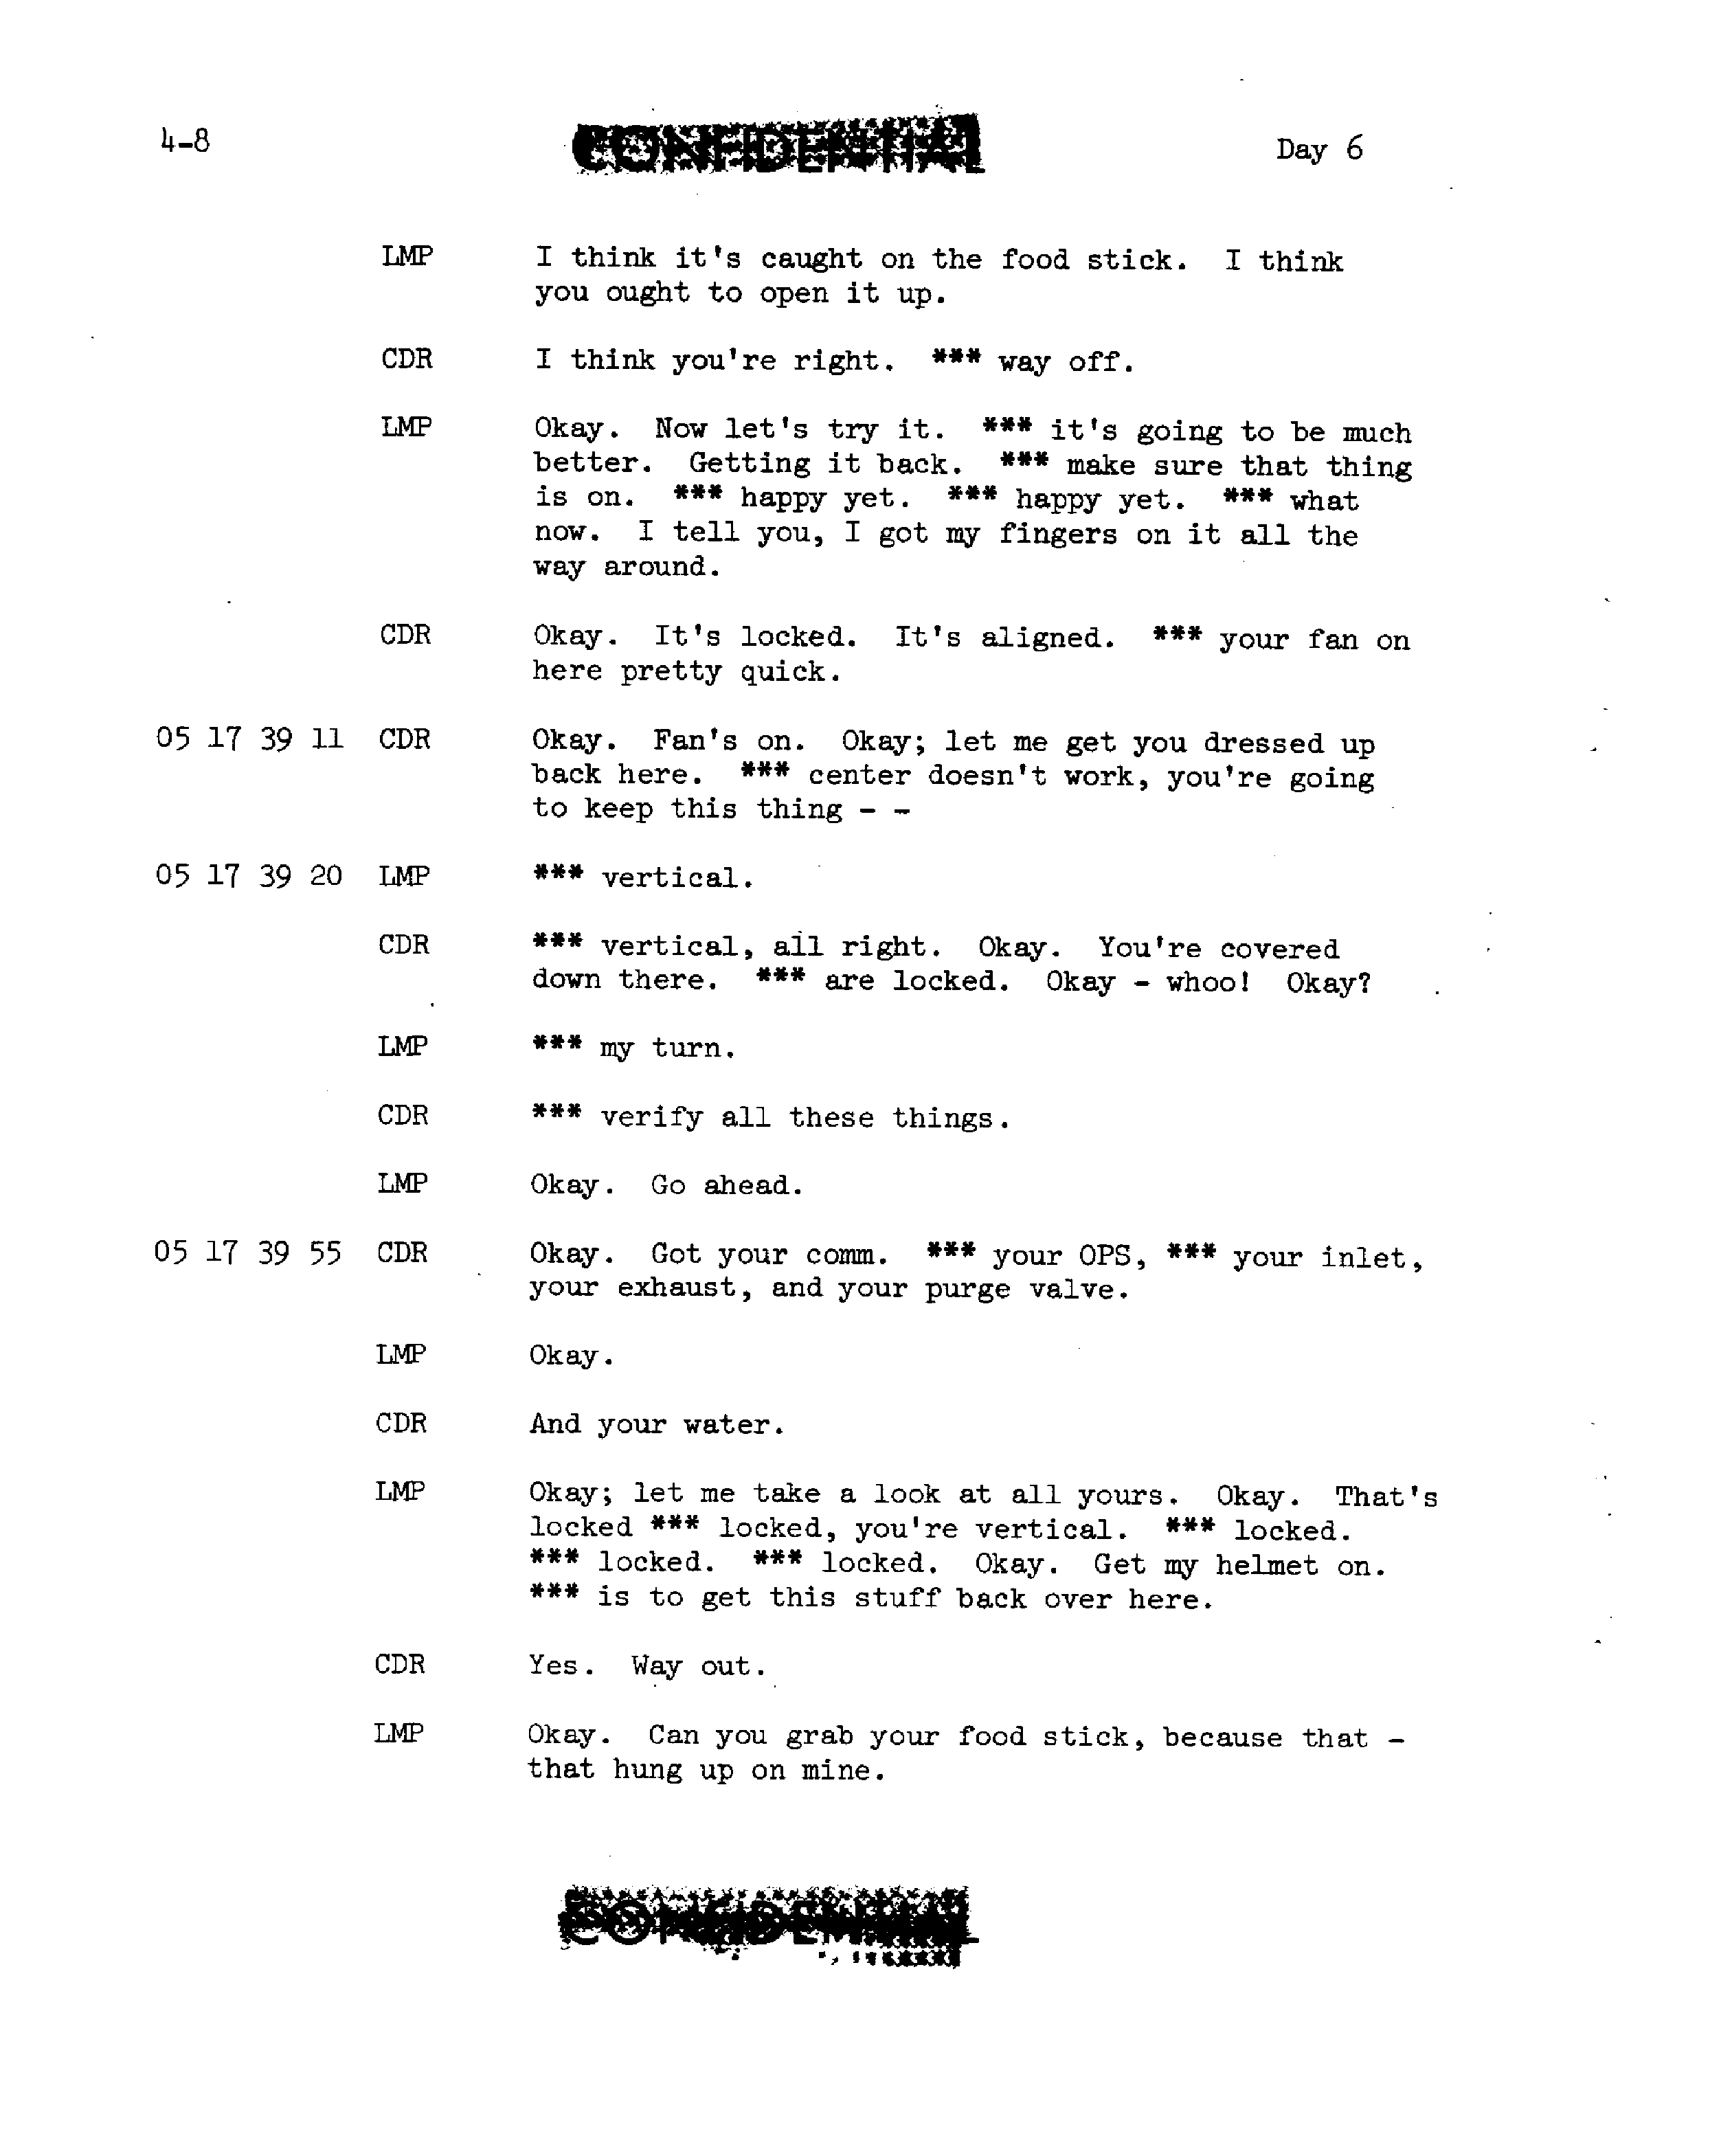 4-8
CONFIDENTIAL
Day 6
LMP I think it's caught on the food stick. I think
you ought to open it up.
CDR I think you're right. *** way off.
LMP Okay. Now let's try it. *** it's going to be much
better. Getting it back. *** make sure that thing
is on. *** happy yet. *** happy yet. *** what
now. I tell you, I got my fingers on it all the
way around.
CDR Okay. It's locked. It's aligned. *** your fan on
here pretty quick.
05 17 39 11 CDR Okay. Fan's on. Okay; let me get you dressed up
back here. *** center doesn't work, you're going
to keep this thing - -
05 17 39 20 LMP *** vertical.
CDR *** vertical, all right. Okay. You're covered
down there. *** are locked. Okay - whoo! Okay?
LMP *** my turn.
CDR *** verify all these things.
LMP Okay. Go ahead.
05 17 39 55 CDR Okay. Got your comm. *** your OPS, *** your inlet,
your exhaust, and your purge valve.
LMP Okay.
CDR And your water.
LMP Okay; let me take a look at all yours. Okay. That's
locked *** locked, you're vertical. *** locked.
*** locked. *** locked. Okay. Get my helmet on.
*** is to get this stuff back over here.
CDR Yes. Way out.
LMP Okay. Can you grab your food stick, because that -
that hung up on mine.
CONFIDENTIAL